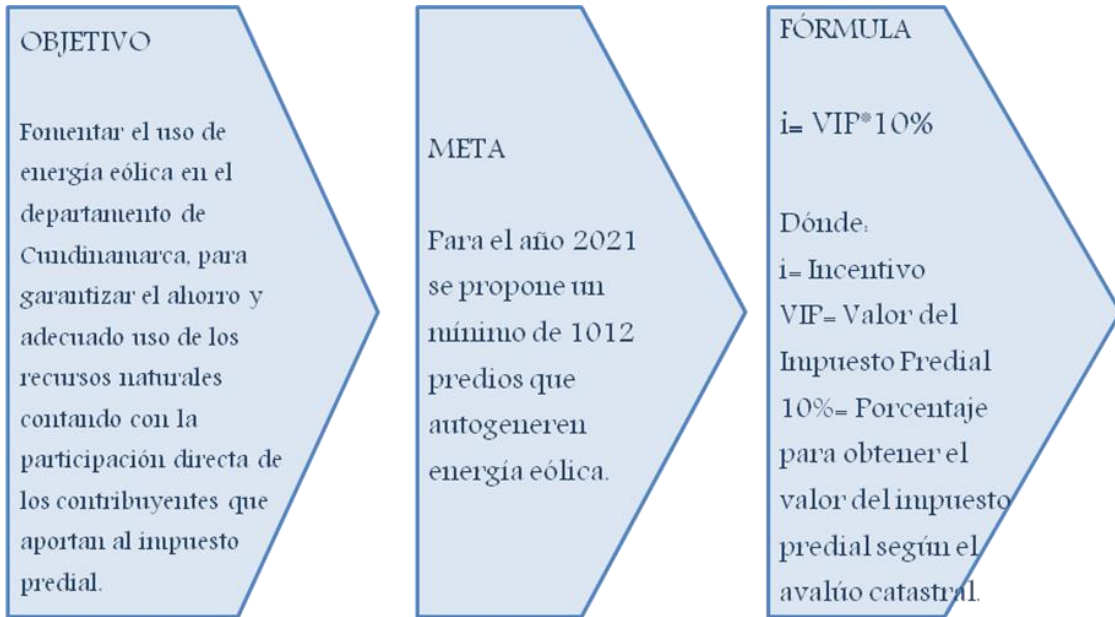 OBJETIVO
Fomentar el uso de
energía eólica en el
departamento de
Cundinamarca, para
garantizar el ahorro y
adecuado uso de los
recursos naturales
contando con la
participación directa de
los contribuyentes que
aportan al impuesto
predial.
META
Para el año 2021
se propone un
mínimo de 1012
predios que
autogeneren
energía eólica.
FÓRMULA
i= VIP*10%
Dónde:
i= Incentivo
VIP= Valor del
Impuesto Predial
10%= Porcentaje
para obtener el
valor del impuesto
predial según el
avalúo catastral.